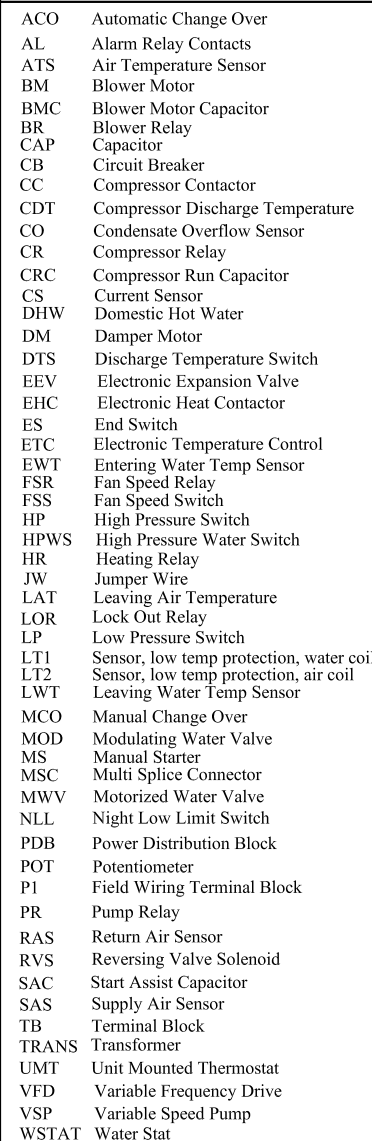 ACO Automatic Change Over
AL Alarm Relay Contacts
ATS Air Temperature Sensor
BM Blower Motor
BMC Blower Motor Capacitor
BR Blower Relay
CAP Capacitor
CB Circuit Breaker
CC Compressor Contactor
CDT Compressor Discharge Temperature
CO Condensate Overflow Sensor
CR Compressor Relay
CRC Compressor Run Capacitor
CS Current Sensor
DHW Domestic Hot Water
DM Damper Motor
DTS Discharge Temperature Switch
EEV Electronic Expansion Valve
EHC Electronic Heat Contactor
ES End Switch
ETC Electronic Temperature Control
EWT Entering Water Temp Sensor
FSR Fan Speed Relay
FSS Fan Speed Switch
HP High Pressure Switch
HPWS High Pressure Water Switch
HR Heating Relay
JW Jumper Wire
LAT Leaving Air Temperature
LOR Lock Out Relay
LP Low Pressure Switch
LT1 Sensor, low temp protection, water coil
LT2 Sensor, low temp protection, air coil
LWT Leaving Water Temp Sensor
MCO Manual Change Over
MOD Modulating Water Valve
MS Manual Starter
MSC Multi Splice Connector
MWV Motorized Water Valve
NLL Night Low Limit Switch
PDB Power Distribution Block
POT Potentiometer
P1 Field Wiring Terminal Block
PR Pump Relay
RAS Return Air Sensor
RVS Reversing Valve Solenoid
SAC Start Assist Capacitor
SAS Supply Air Sensor
TB Terminal Block
TRANS Transformer
UMT Unit Mounted Thermostat
VFD Variable Frequency Drive
VSP Variable Speed Pump
WSTAT Water Stat